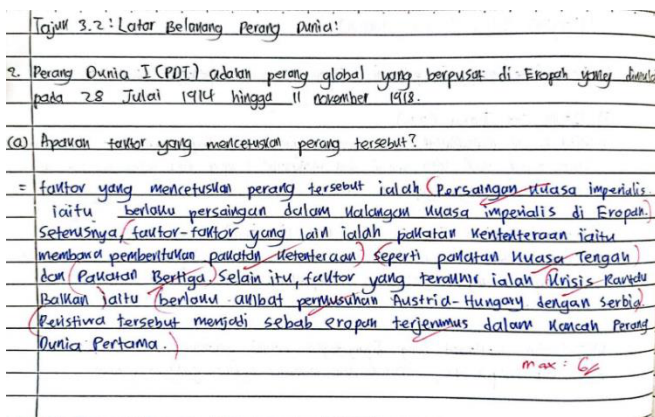 Tajuk 3.2: Latar Belakang Perang Dunia:
2. Perang Dunia I (PDI) adalah perang global yang berpusat di Eropah yang
pada 28 Julai 1914 hingga 11 november 1918.
(a) Apakah faktor yang mencetuskan perang tersebut?
= faktor yang mencetuskan perang tersebut ialah (Persaingan kuasa imperialis
iaitu berlaku persaingan dalam kalangan kuasa imperialis di Eropah.)
Seterusnya, faktor-faktor yang lain ialah pakatan kententeraan iaitu
membawa pembentukan pakatan ketenteraan) seperti pakatan kuasa Tengah)
dan (Pakatan Bertiga.) Selain itu, faktor yang terakhir ialah (krisis Rantau
Balkan iaitu (berlaku akibat permusuhan Austria-Hungary dengan Serbia)
(Peristiwa tersebut menjadi sebab eropah terjerumus dalam kancah Perang
Dunia Pertama.)
max: 6